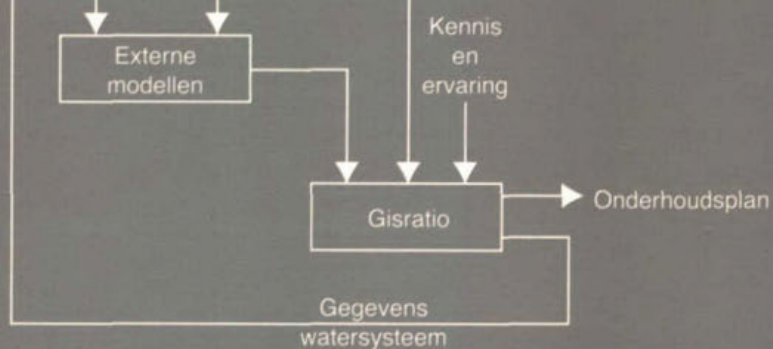 Kennis
en
ervaring
Externe
modellen
Gisratio
Onderhoudsplan
Gegevens
watersysteem